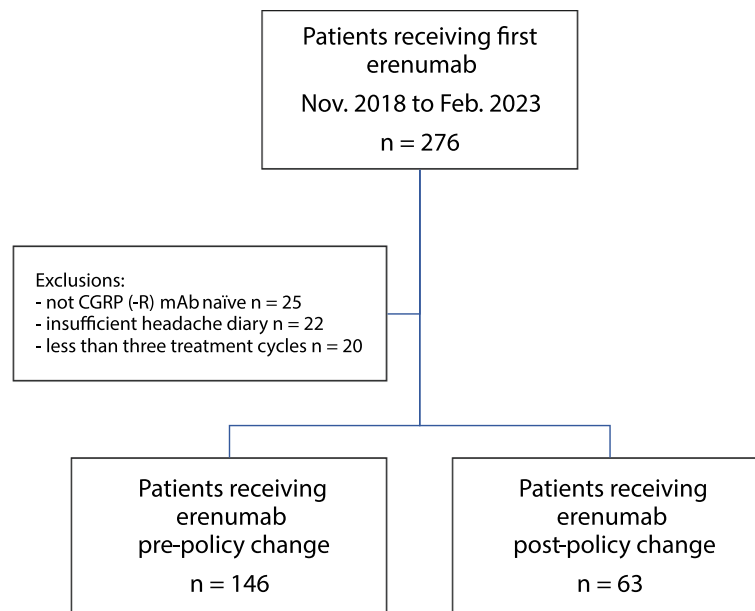 Patients receiving first
erenumab
Nov. 2018 to Feb. 2023
n = 276
Exclusions:
- not CGRP (-R) mAb naïve n = 25
- insufficient headache diary n = 22
- less than three treatment cycles n = 20
Patients receiving
erenumab
pre-policy change
n = 146
Patients receiving
erenumab
post-policy change
n = 63